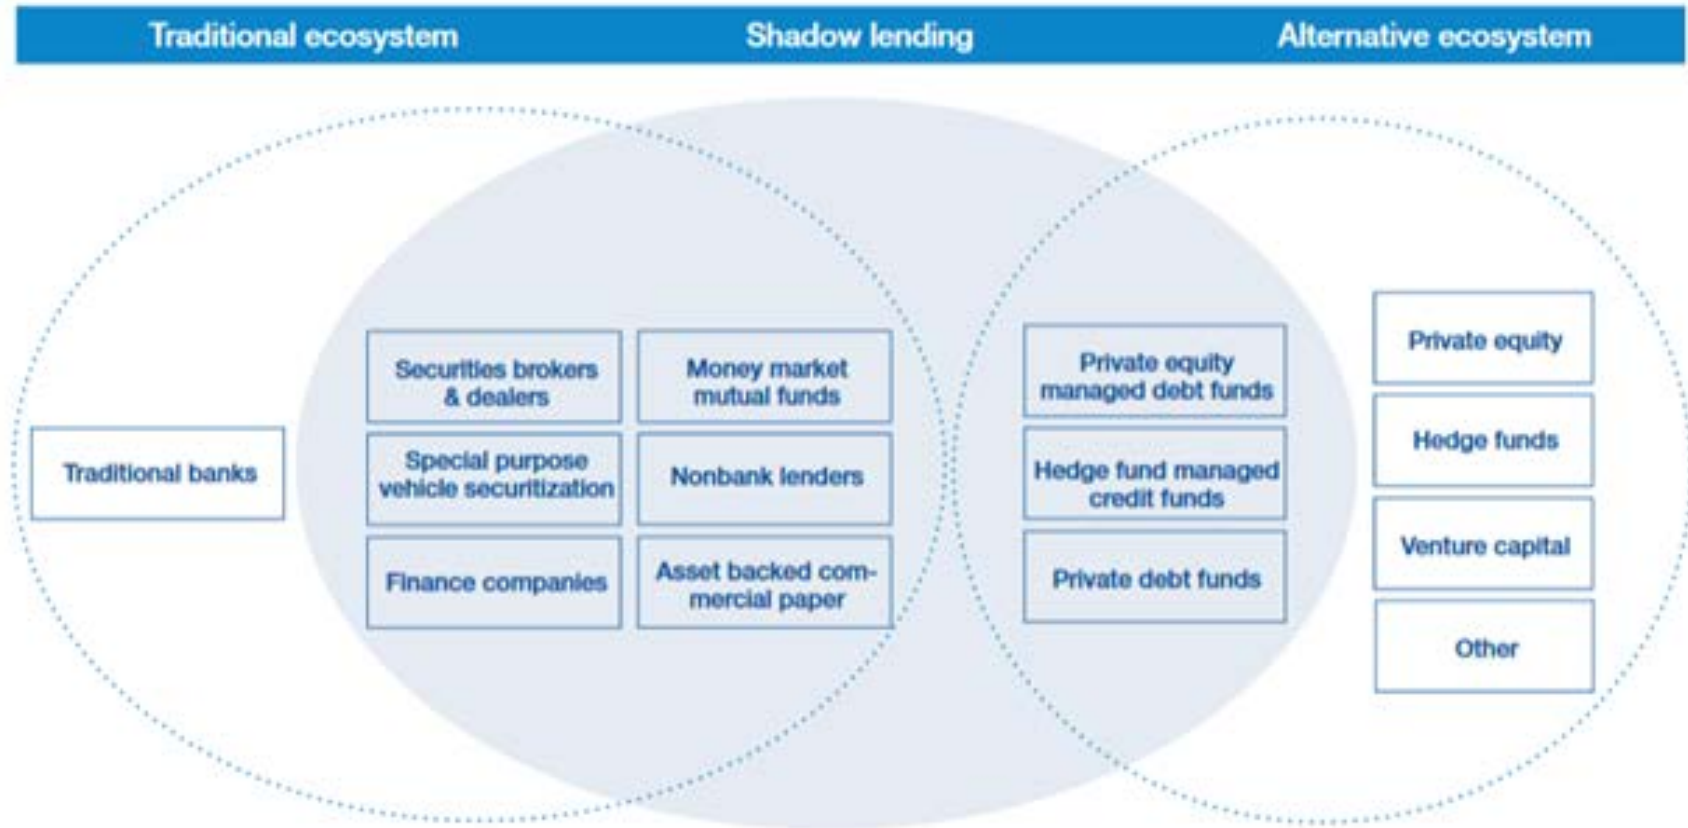 Traditional ecosystem
Shadow lending
Alternative ecosystem
Traditional banks
Securities brokers
& dealers
Money market
mutual funds
Special purpose
vehicle securitization
Nonbank lenders
Finance companies
Asset backed com-
mercial paper
Private equity
managed debt funds
Hedge fund managed
credit funds
Private debt funds
Private equity
Hedge funds
Venture capital
Other